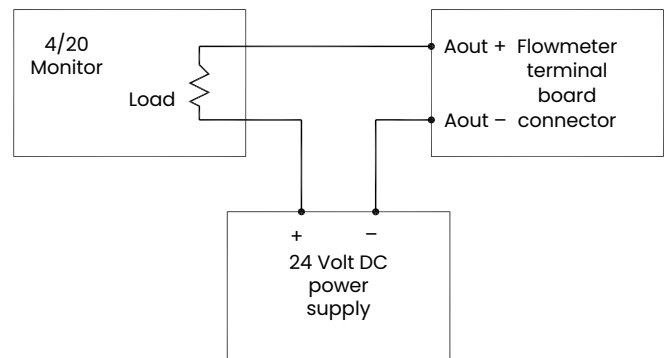 4/20
Monitor
Load
Aout + Flowmeter
terminal
board
Aout – connector
+ –
24 Volt DC
power
supply